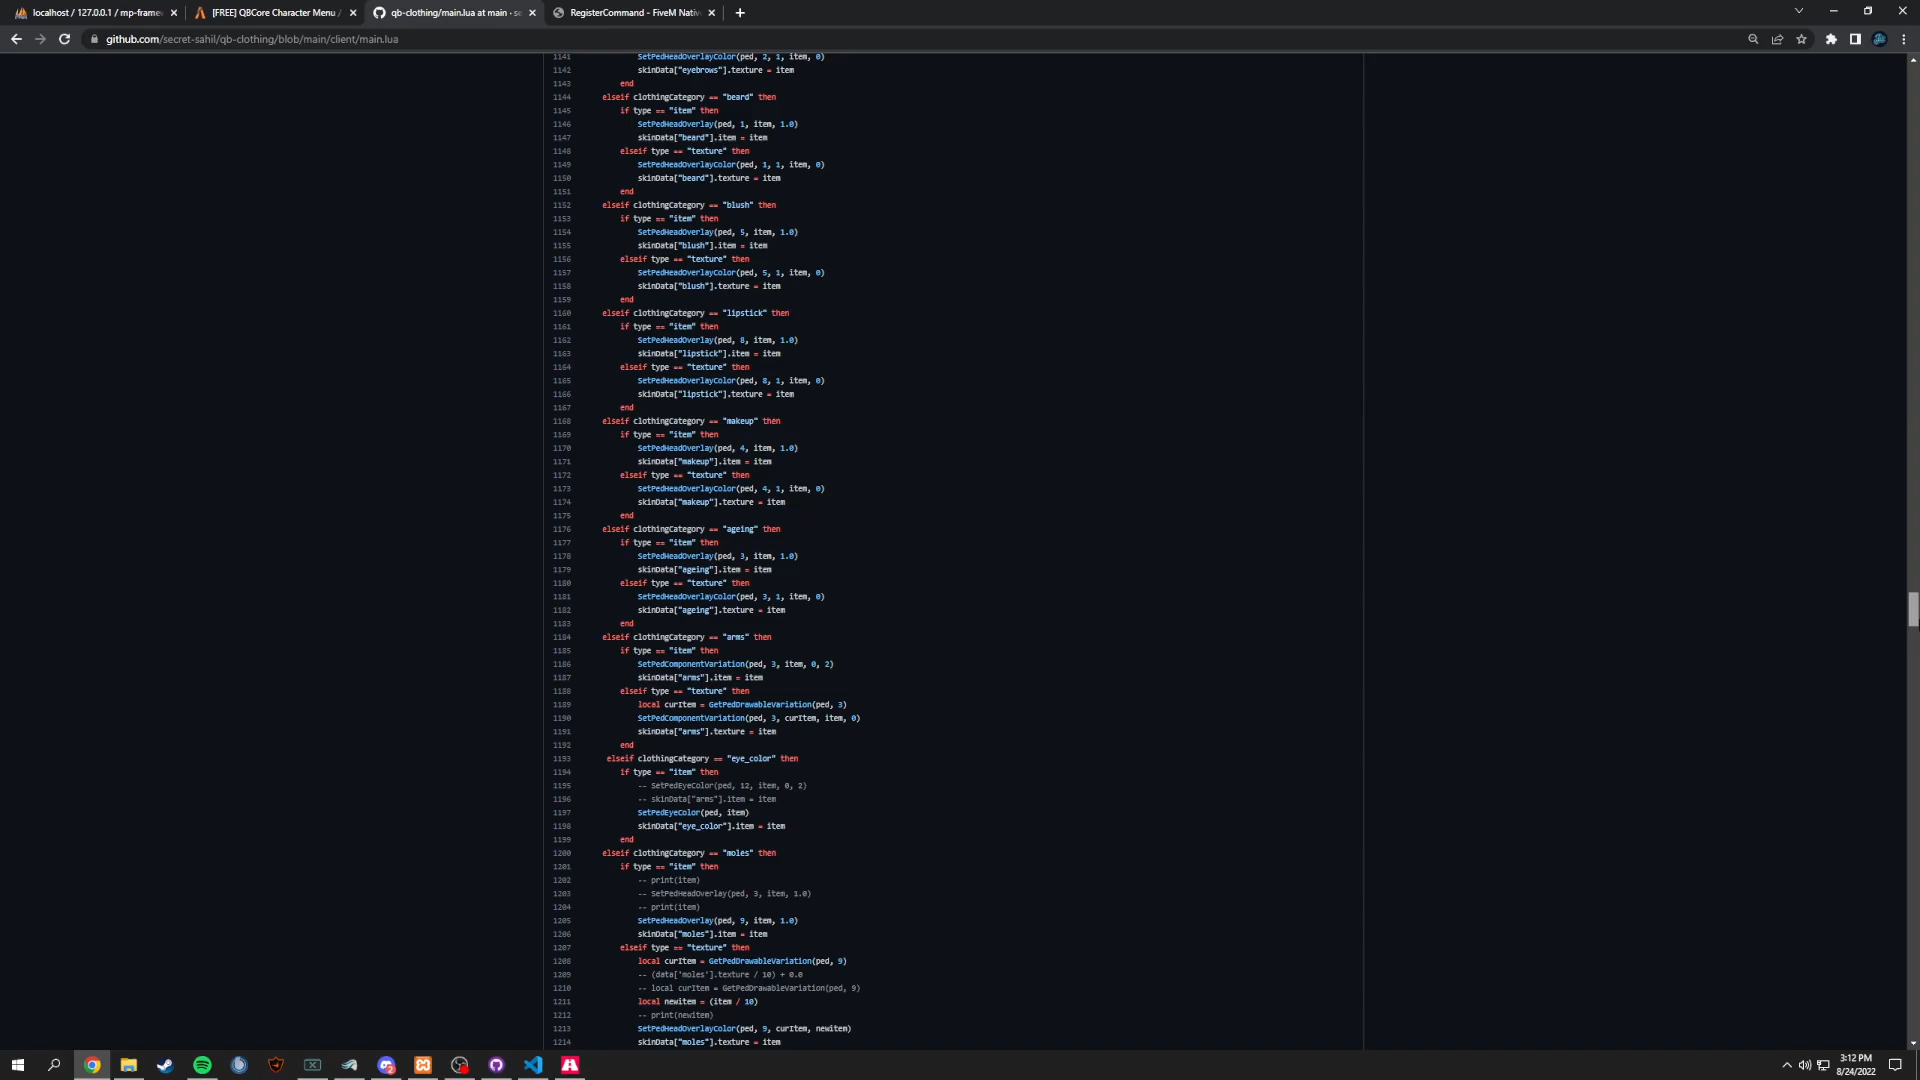 localhost / 127.0.0.1 / mp-frame
[FREE] QBCore Character Menu /
qb-clothing/main.lua at main · se
RegisterCommand - FiveM Nativ
github.com/secret-sahil/qb-clothing/blob/main/client/main.lua
1141 SetPedHeadOverlayColor(ped, 2, 1, item, 0)
1142 skinData["eyebrows"].texture = item
1143 end
1144 elseif clothingCategory == "beard" then
1145 if type == "item" then
1146 SetPedHeadOverlay(ped, 1, item, 1.0)
1147 skinData["beard"].item = item
1148 elseif type == "texture" then
1149 SetPedHeadOverlayColor(ped, 1, 1, item, 0)
1150 skinData["beard"].texture = item
1151 end
1152 elseif clothingCategory == "blush" then
1153 if type == "item" then
1154 SetPedHeadOverlay(ped, 5, item, 1.0)
1155 skinData["blush"].item = item
1156 elseif type == "texture" then
1157 SetPedHeadOverlayColor(ped, 5, 1, item, 0)
1158 skinData["blush"].texture = item
1159 end
1160 elseif clothingCategory == "lipstick" then
1161 if type == "item" then
1162 SetPedHeadOverlay(ped, 8, item, 1.0)
1163 skinData["lipstick"].item = item
1164 elseif type == "texture" then
1165 SetPedHeadOverlayColor(ped, 8, 1, item, 0)
1166 skinData["lipstick"].texture = item
1167 end
1168 elseif clothingCategory == "makeup" then
1169 if type == "item" then
1170 SetPedHeadOverlay(ped, 4, item, 1.0)
1171 skinData["makeup"].item = item
1172 elseif type == "texture" then
1173 SetPedHeadOverlayColor(ped, 4, 1, item, 0)
1174 skinData["makeup"].texture = item
1175 end
1176 elseif clothingCategory == "ageing" then
1177 if type == "item" then
1178 SetPedHeadOverlay(ped, 3, item, 1.0)
1179 skinData["ageing"].item = item
1180 elseif type == "texture" then
1181 SetPedHeadOverlayColor(ped, 3, 1, item, 0)
1182 skinData["ageing"].texture = item
1183 end
1184 elseif clothingCategory == "arms" then
1185 if type == "item" then
1186 SetPedComponentVariation(ped, 3, item, 0, 2)
1187 skinData["arms"].item = item
1188 elseif type == "texture" then
1189 local curItem = GetPedDrawableVariation(ped, 3)
1190 SetPedComponentVariation(ped, 3, curItem, item, 0)
1191 skinData["arms"].texture = item
1192 end
1193 elseif clothingCategory == "eye_color" then
1194 if type == "item" then
1195 -- SetPedEyeColor(ped, 12, item, 0, 2)
1196 -- skinData["arms"].item = item
1197 SetPedEyeColor(ped, item)
1198 skinData["eye_color"].item = item
1199 end
1200 elseif clothingCategory == "moles" then
1201 if type == "item" then
1202 -- print(item)
1203 -- SetPedHeadOverlay(ped, 3, item, 1.0)
1204 -- print(item)
1205 SetPedHeadOverlay(ped, 9, item, 1.0)
1206 skinData["moles"].item = item
1207 elseif type == "texture" then
1208 local curItem = GetPedDrawableVariation(ped, 9)
1209 -- (data['moles'].texture / 10) + 0.0
1210 -- local curItem = GetPedDrawableVariation(ped, 9)
1211 local newitem = (item / 10)
1212 -- print(newitem)
1213 SetPedHeadOverlayColor(ped, 9, curItem, newitem)
1214 skinData["moles"].texture = item
3:12 PM
8/24/2022